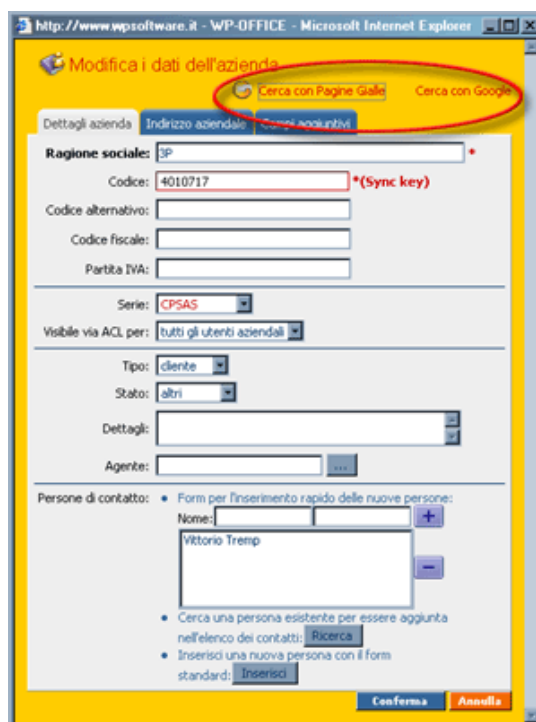 http://www.wpsoftware.it - WP-OFFICE - Microsoft Internet Explorer
Modifica i dati dell'azienda
Cerca con Pagine Gialle Cerca con Google
Dettagli azienda Indirizzo aziendale Campi aggiuntivi
Ragione sociale: 3P *
Codice: 4010717 *(Sync key)
Codice alternativo:
Codice fiscale:
Partita IVA:
Serie: CPSAS
Visibile via ACL per: tutti gli utenti aziendali
Tipo: cliente
Stato: altri
Dettagli:
Agente: ...
Persone di contatto: • Form per l'inserimento rapido delle nuove persone:
Nome: +
Vittorio Tremp
−
• Cerca una persona esistente per essere aggiunta
nell'elenco dei contatti: Ricerca
• Inserisci una nuova persona con il form
standard: Inserisci
Conferma Annulla